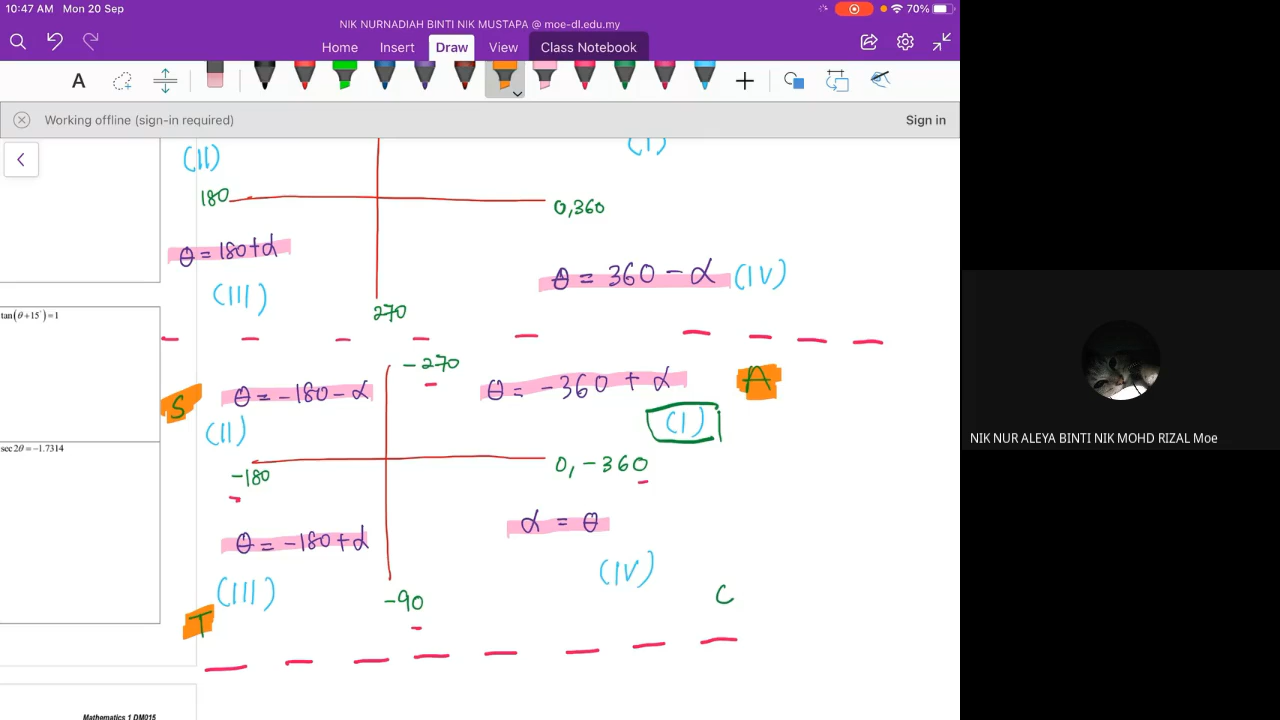 10:47 AM Mon 20 Sep
70%
NIK NURNADIAH BINTI NIK MUSTAPA @ moe-dl.edu.my
Home Insert Draw View Class Notebook
A
Working offline (sign-in required) Sign in
(II) (I)
180 0,360
θ = 180+α
θ = 360 - α (IV)
(III)
270
tan(θ+15°)=1
-270
S θ = -180-α θ = -360 + α A
(II) (I)
sec2θ=-1.7314
-180 0, -360
α = θ
θ = -180+α
(III) (IV)
-90 C
T
Mathematics 1 DM015
NIK NUR ALEYA BINTI NIK MOHD RIZAL Moe